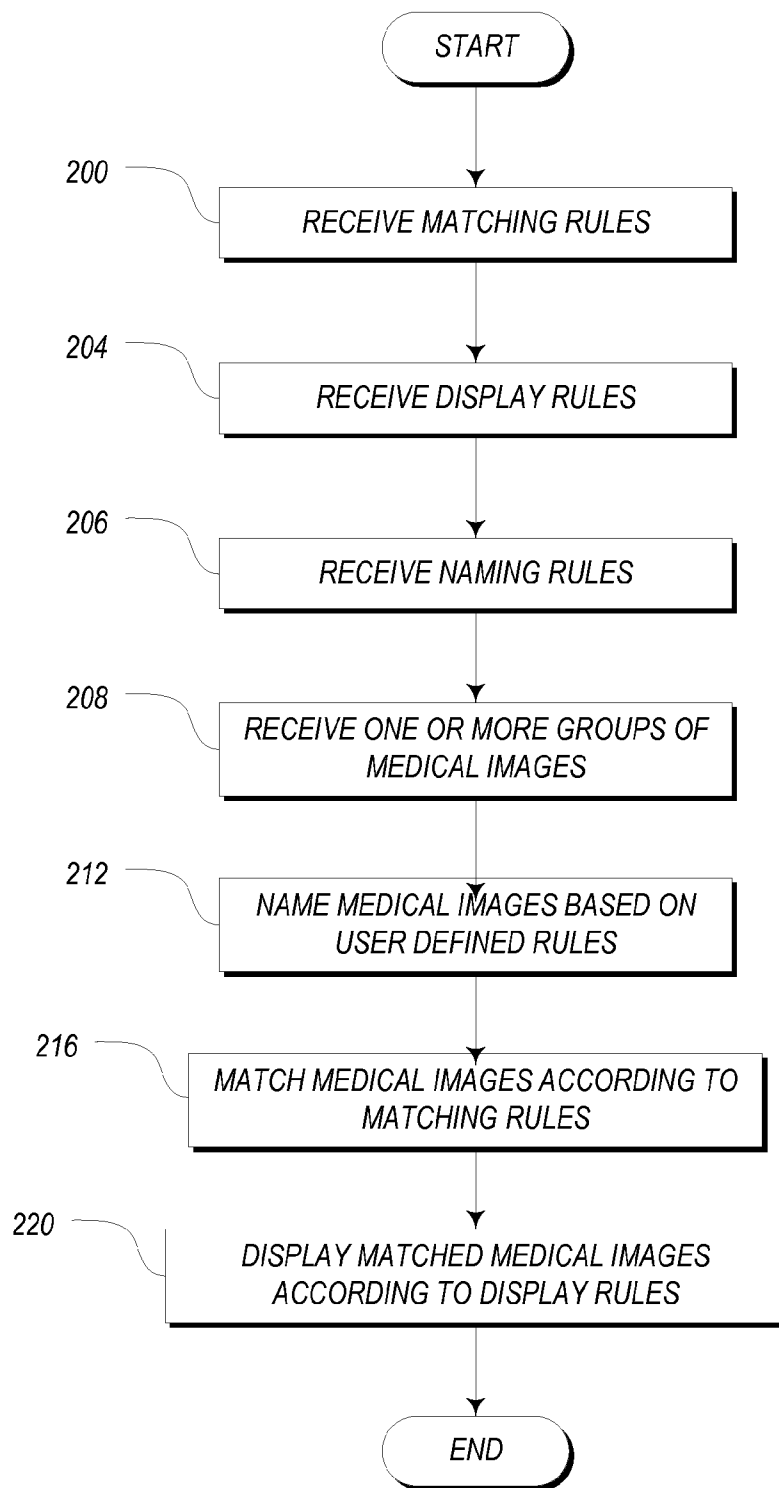 START
200
RECEIVE MATCHING RULES
204
RECEIVE DISPLAY RULES
206
RECEIVE NAMING RULES
208
RECEIVE ONE OR MORE GROUPS OF
MEDICAL IMAGES
212
NAME MEDICAL IMAGES BASED ON
USER DEFINED RULES
216
MATCH MEDICAL IMAGES ACCORDING TO
MATCHING RULES
220
DISPLAY MATCHED MEDICAL IMAGES
ACCORDING TO DISPLAY RULES
END